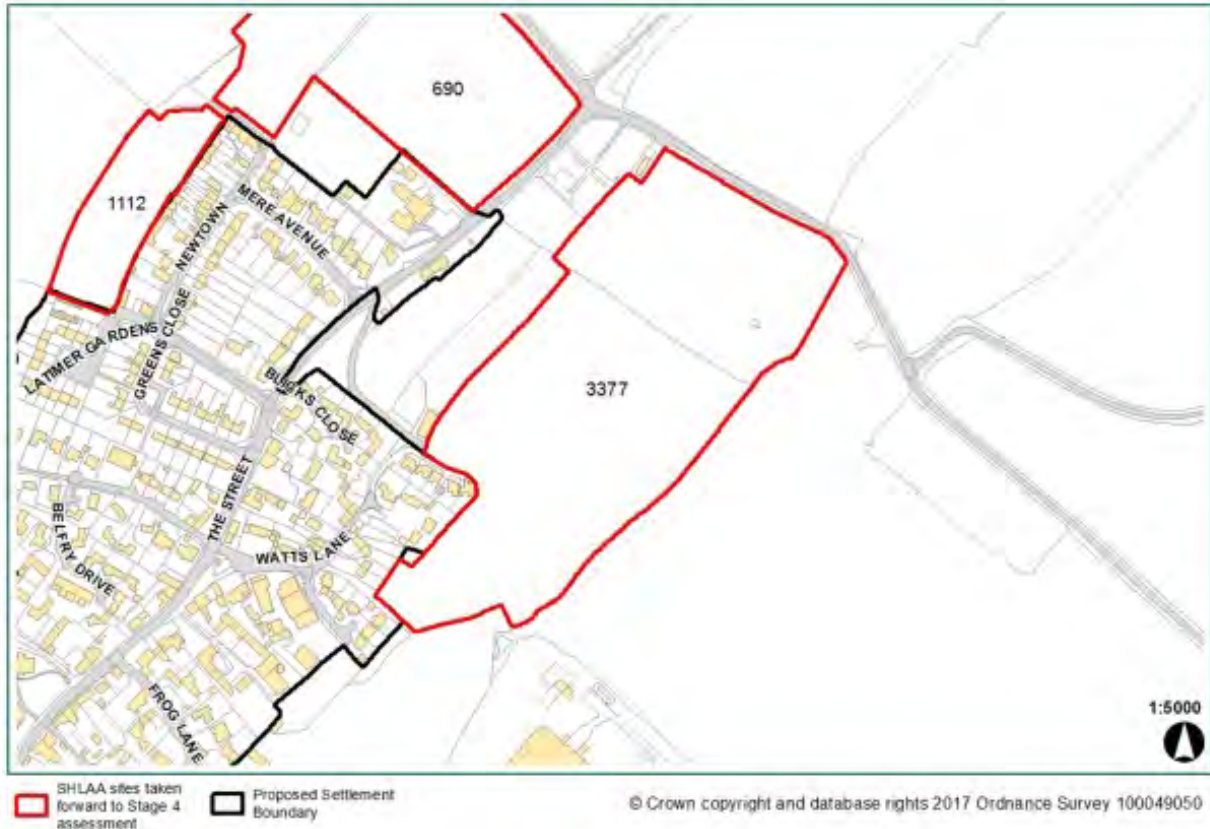 690
1112
MERE AVENUE
NEWTOWN
LATIMER GARDENS
GREENS CLOSE
BUCKS CLOSE
3377
THE STREET
BELFRY DRIVE
WATTS LANE
FROG LANE
1:5000
SHLAA sites taken
forward to Stage 4
assessment
Proposed Settlement
Boundary
© Crown copyright and database rights 2017 Ordnance Survey 100049050